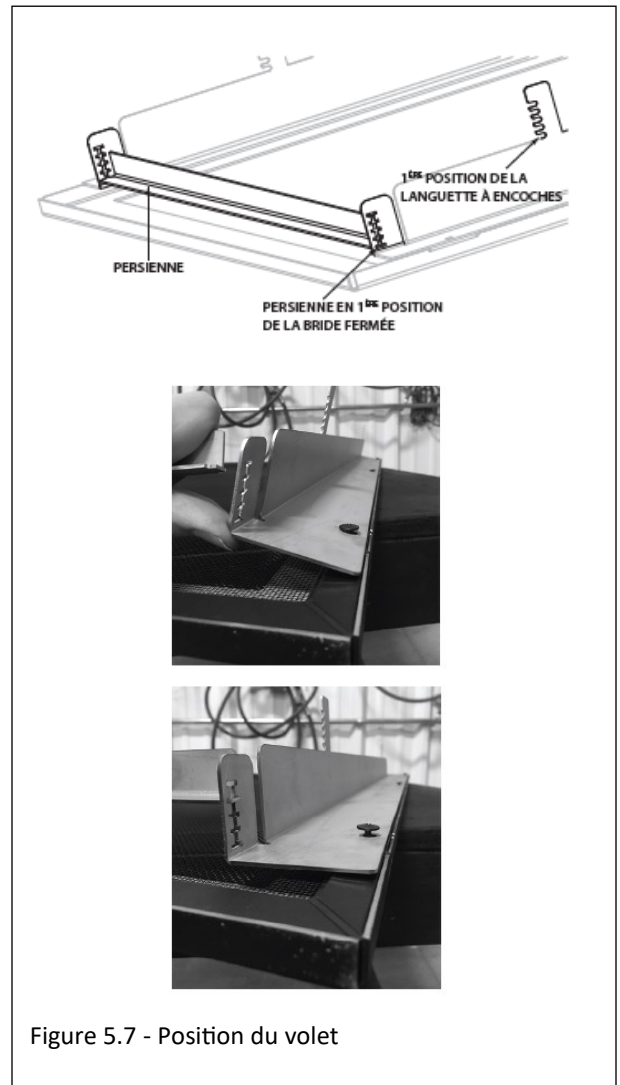 1ÈRE POSITION DE LA
LANGUETTE À ENCOCHES
PERSIENNE
PERSIENNE EN 1ÈRE POSITION
DE LA BRIDE FERMÉE
Figure 5.7 - Position du volet